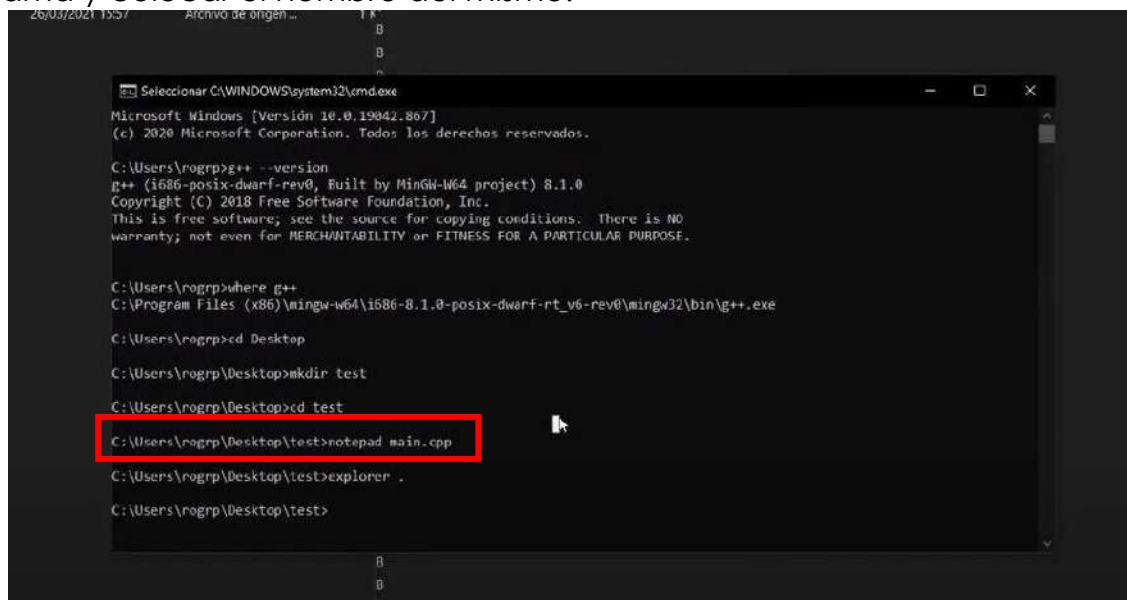 26/03/2021 15:57 Archivo de origen ...
B
B
Seleccionar C:\WINDOWS\system32\cmd.exe
Microsoft Windows [Versión 10.0.19042.867]
(c) 2020 Microsoft Corporation. Todos los derechos reservados.
C:\Users\rogrp>g++ --version
g++ (i686-posix-dwarf-rev0, Built by MinGW-W64 project) 8.1.0
Copyright (C) 2018 Free Software Foundation, Inc.
This is free software; see the source for copying conditions. There is NO
warranty; not even for MERCHANTABILITY or FITNESS FOR A PARTICULAR PURPOSE.
C:\Users\rogrp>where g++
C:\Program Files (x86)\mingw-w64\i686-8.1.0-posix-dwarf-rt_v6-rev0\mingw32\bin\g++.exe
C:\Users\rogrp>cd Desktop
C:\Users\rogrp\Desktop>mkdir test
C:\Users\rogrp\Desktop>cd test
C:\Users\rogrp\Desktop\test>notepad main.cpp
C:\Users\rogrp\Desktop\test>explorer .
C:\Users\rogrp\Desktop\test>
B
B